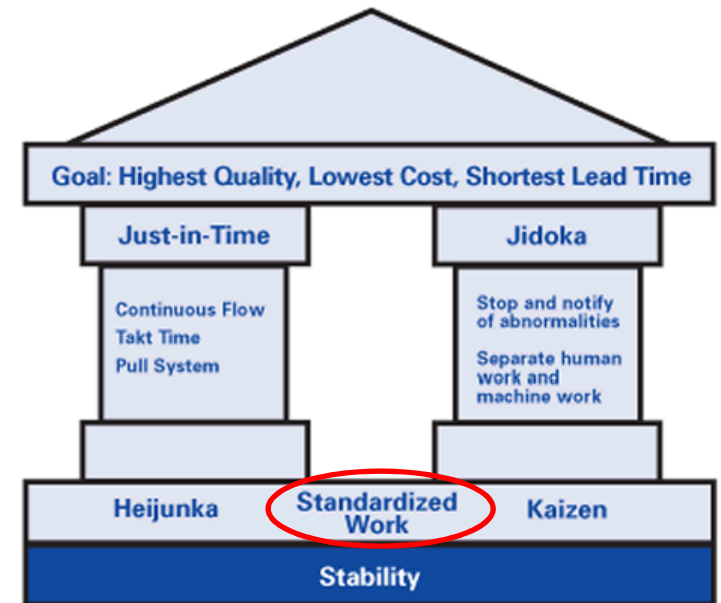 Goal: Highest Quality, Lowest Cost, Shortest Lead Time
Just-in-Time
Jidoka
Continuous Flow
Takt Time
Pull System
Stop and notify
of abnormalities
Separate human
work and
machine work
Heijunka
Standardized
Work
Kaizen
Stability